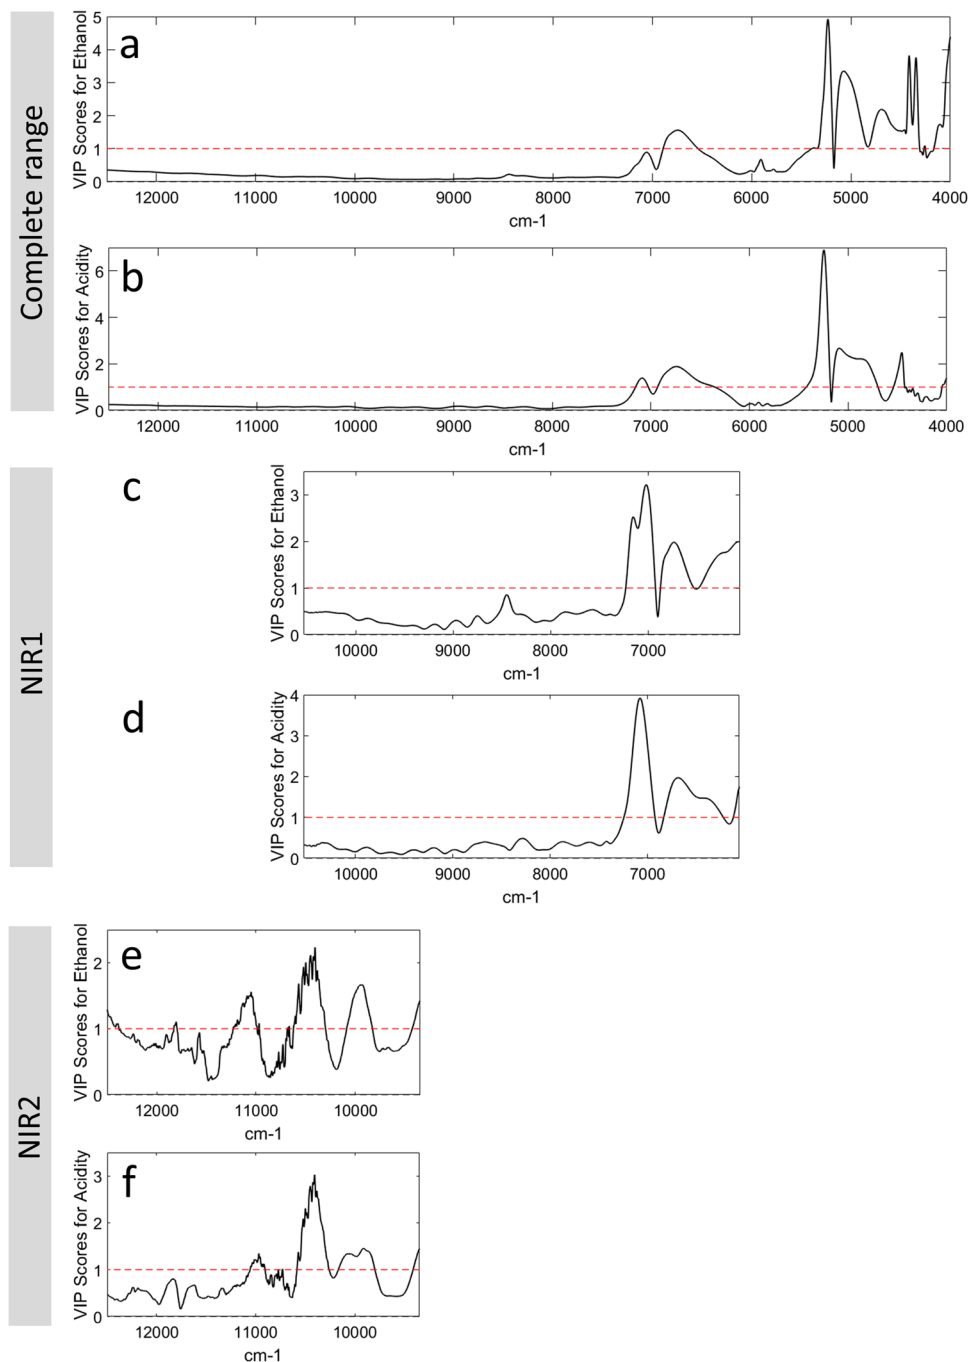 Complete range
a
VIP Scores for Ethanol
5
4
3
2
1
0
12000 11000 10000 9000 8000 7000 6000 5000 4000
cm-1
b
VIP Scores for Acidity
6
4
2
0
12000 11000 10000 9000 8000 7000 6000 5000 4000
cm-1
NIR1
c
VIP Scores for Ethanol
3
2
1
0
10000 9000 8000 7000
cm-1
d
VIP Scores for Acidity
4
3
2
1
0
10000 9000 8000 7000
cm-1
NIR2
e
VIP Scores for Ethanol
2
1
0
12000 11000 10000
cm-1
f
VIP Scores for Acidity
3
2
1
0
12000 11000 10000
cm-1